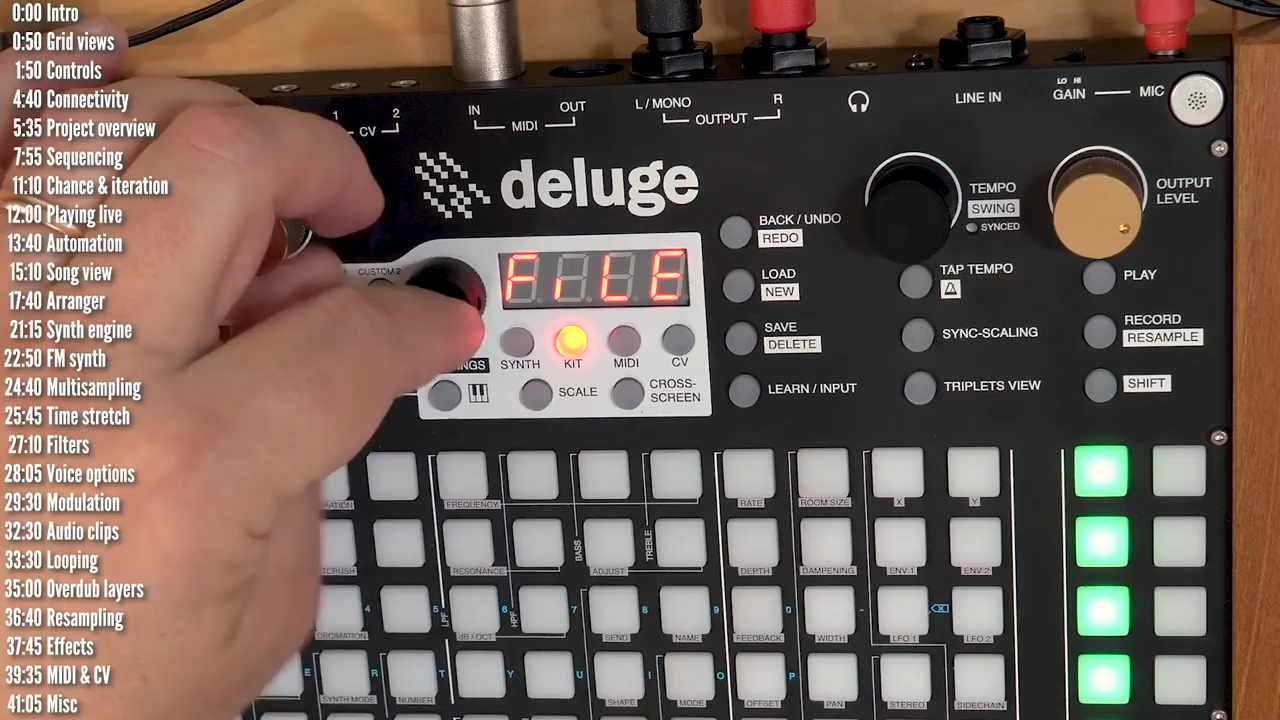 0:00 Intro
0:50 Grid views
1:50 Controls
4:40 Connectivity
5:35 Project overview
7:55 Sequencing
11:10 Chance & iteration
12:00 Playing live
13:40 Automation
15:10 Song view
17:40 Arranger
21:15 Synth engine
22:50 FM synth
24:40 Multisampling
25:45 Time stretch
27:10 Filters
28:05 Voice options
29:30 Modulation
32:30 Audio clips
33:30 Looping
35:00 Overdub layers
36:40 Resampling
37:45 Effects
39:35 MIDI & CV
41:05 Misc
1 CV 2
IN MIDI OUT
L / MONO OUTPUT R
LINE IN
LO HI
GAIN MIC
deluge
TEMPO
SWING
SYNCED
OUTPUT
LEVEL
CUSTOM 2
FiLE
SYNTH KIT MIDI CV
SCALE
CROSS-
SCREEN
BACK / UNDO
REDO
LOAD
NEW
SAVE
DELETE
LEARN / INPUT
TAP TEMPO
SYNC-SCALING
TRIPLETS VIEW
PLAY
RECORD
RESAMPLE
SHIFT
FREQUENCY RATE ROOM SIZE X Y
BASS TREBLE
RESONANCE ADJUST DEPTH DAMPENING ENV 1 ENV 2
4 5 6 7 8 9 0 -
LPF HPF
dB / OCT SEND NAME FEEDBACK WIDTH LFO 1 LFO 2
E R T Y U I O P
SYNTH MODE NUMBER SHAPE MODE OFFSET PAN STEREO SIDECHAIN